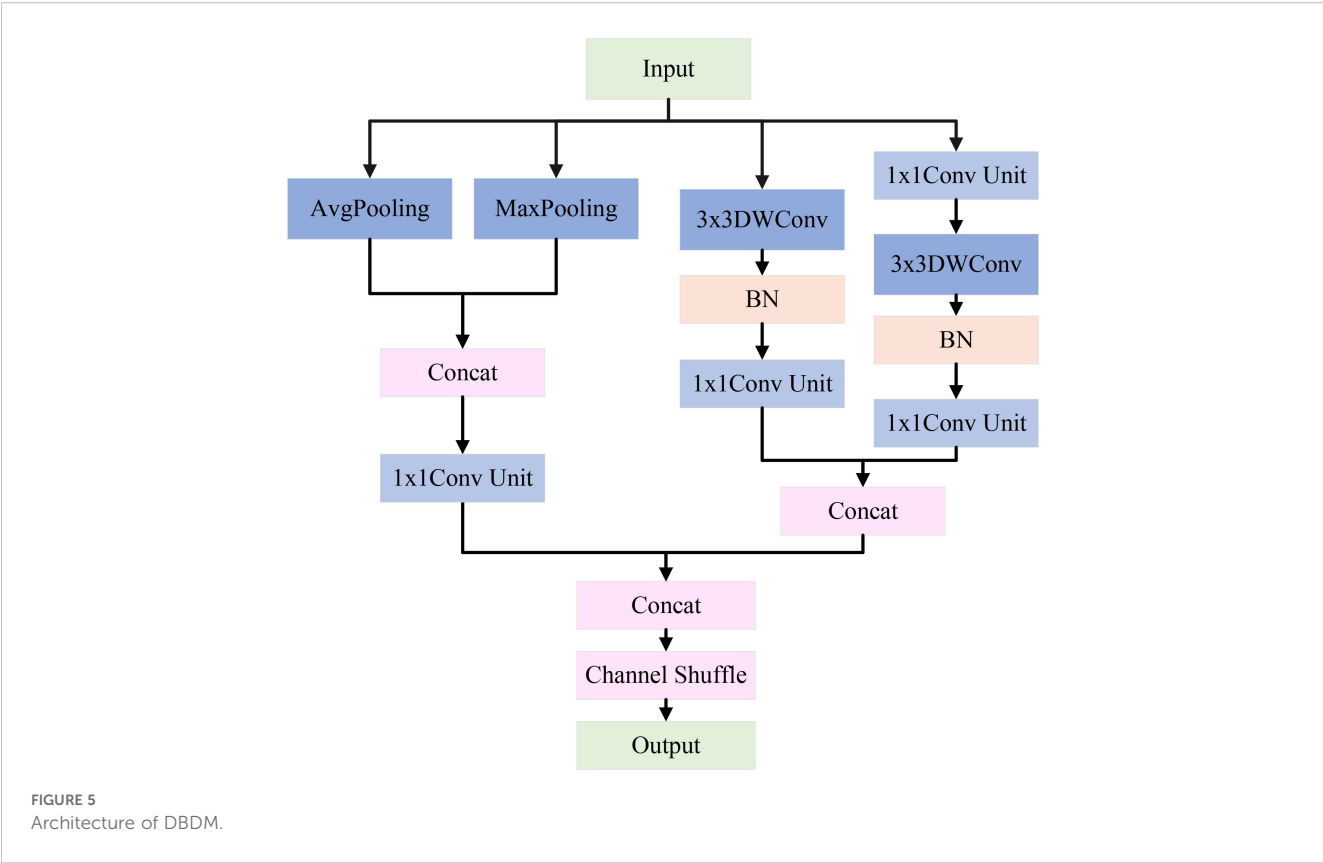 Input
AvgPooling
MaxPooling
3x3DWConv
BN
1x1Conv Unit
1x1Conv Unit
3x3DWConv
BN
1x1Conv Unit
Concat
1x1Conv Unit
Concat
Concat
Channel Shuffle
Output
FIGURE 5
Architecture of DBDM.